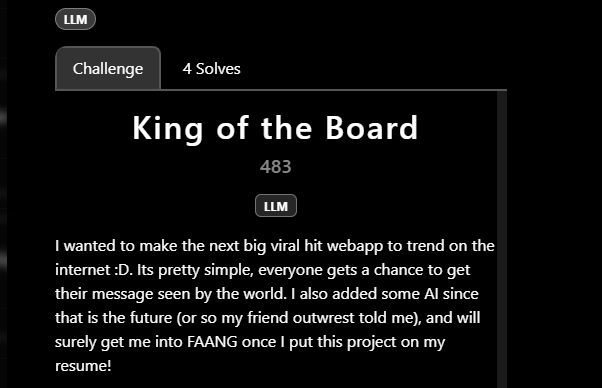 LLM
Challenge
4 Solves
King of the Board
483
LLM
I wanted to make the next big viral hit webapp to trend on the
internet :D. Its pretty simple, everyone gets a chance to get
their message seen by the world. I also added some AI since
that is the future (or so my friend outwrest told me), and will
surely get me into FAANG once I put this project on my
resume!